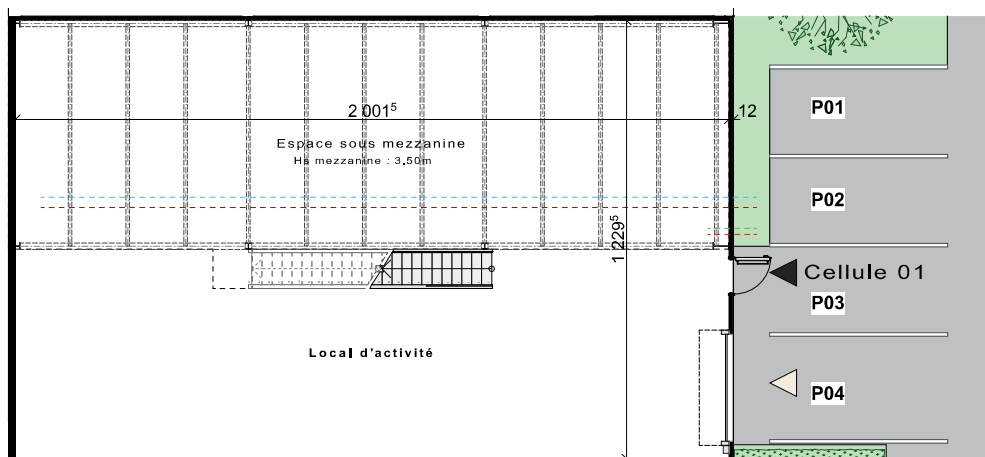 P01
2 001⁵
12
Espace sous mezzanine
Hs mezzanine : 3,50m
P02
1 229⁵
Cellule 01
P03
Local d'activité
P04